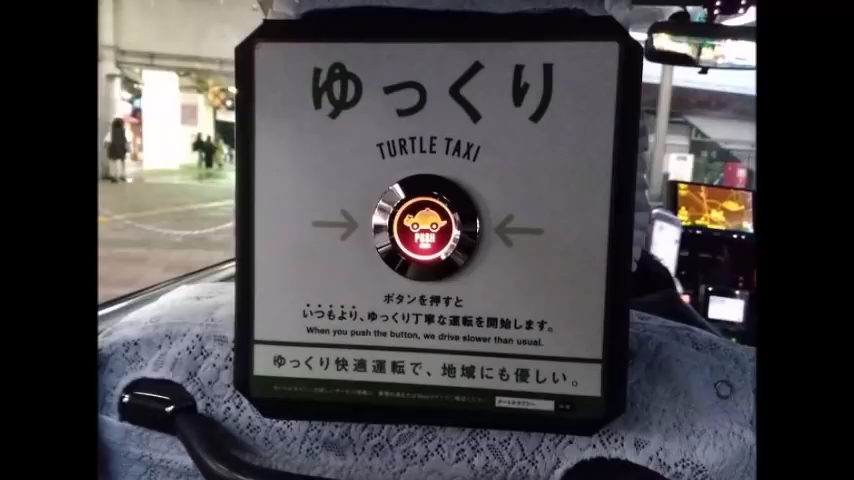 ゆっくり
TURTLE TAXI
PUSH
ボタンを押すと
いつもより、ゆっくり丁寧な運転を開始します。
When you push the button, we drive slower than usual.
ゆっくり快適運転で、地域にも優しい。